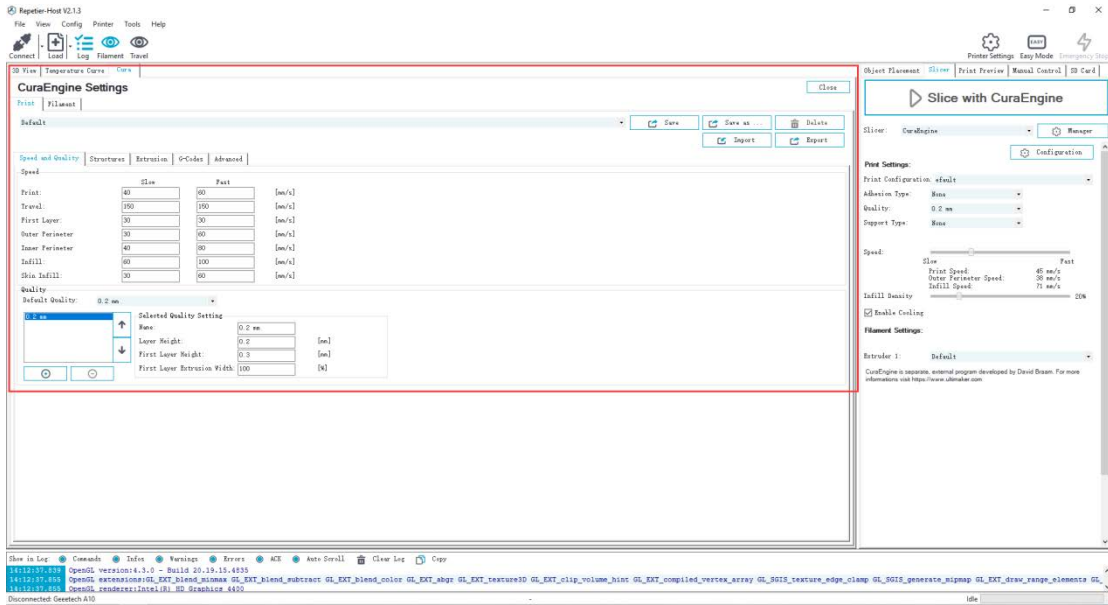 Repetier-Host V2.1.3
File View Config Printer Tools Help
Connect Load Log Filament Travel
Printer Settings Easy Mode Emergency Stop
3D View Temperature Curve Cura
Object Placement Slicer Print Preview Manual Control SD Card
CuraEngine Settings
Close
Print Filament
Default
Save Save as ... Delete
Import Export
Speed and Quality Structures Extrusion G-Codes Advanced
Speed
Slow Fast
Print: 40 60 [mm/s]
Travel: 150 150 [mm/s]
First Layer: 30 30 [mm/s]
Outer Perimeter 30 60 [mm/s]
Inner Perimeter 40 80 [mm/s]
Infill: 60 100 [mm/s]
Skin Infill: 30 60 [mm/s]
Quality
Default Quality: 0.2 mm
0.2 mm
Selected Quality Setting
Name: 0.2 mm
Layer Height: 0.2 [mm]
First Layer Height: 0.3 [mm]
First Layer Extrusion Width: 100 [%]
Slice with CuraEngine
Slicer: CuraEngine Manager
Configuration
Print Settings:
Print Configuration: efault
Adhesion Type: None
Quality: 0.2 mm
Support Type: None
Speed:
Slow Fast
Print Speed: 46 mm/s
Outer Perimeter Speed: 38 mm/s
Infill Speed: 71 mm/s
Infill Density 20%
Enable Cooling
Filament Settings:
Extruder 1: Default
CuraEngine is separate, external program developed by David Braam. For more
informations visit https://www.ultimaker.com
Show in Log: Commands Infos Warnings Errors ACK Auto Scroll Clear Log Copy
14:12:37.839 OpenGL version:4.3.0 - Build 20.19.15.4835
14:12:37.855 OpenGL extensions:GL_EXT_blend_minmax GL_EXT_blend_subtract GL_EXT_blend_color GL_EXT_abgr GL_EXT_texture3D GL_EXT_clip_volume_hint GL_EXT_compiled_vertex_array GL_SGIS_texture_edge_clamp GL_SGIS_generate_mipmap GL_EXT_draw_range_elements GL_
14:12:37.855 OpenGL renderer:Intel(R) HD Graphics 4400
Disconnected: Geeetech A10
-
Idle